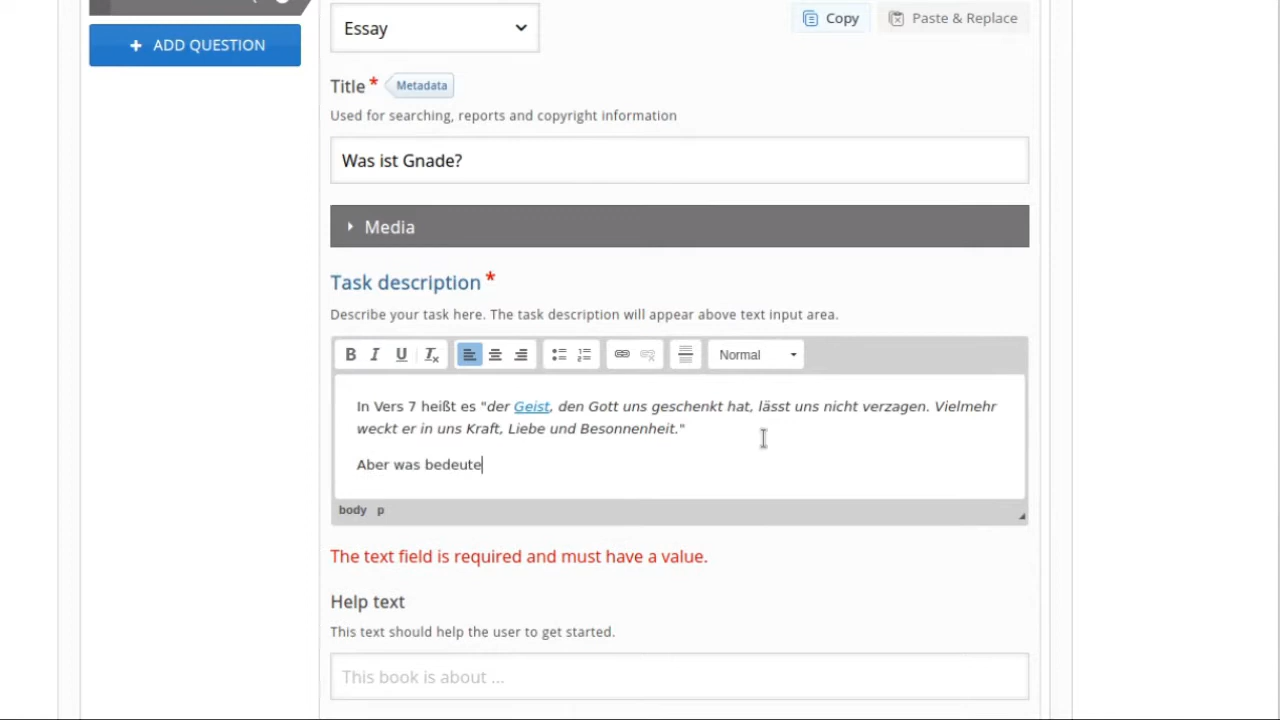 Essay
Copy
Paste & Replace
+ ADD QUESTION
Title * Metadata
Used for searching, reports and copyright information
Was ist Gnade?
Media
Task description *
Describe your task here. The task description will appear above text input area.
B I U Tx Normal
In Vers 7 heißt es "der Geist, den Gott uns geschenkt hat, lässt uns nicht verzagen. Vielmehr
weckt er in uns Kraft, Liebe und Besonnenheit."
Aber was bedeute
body p
The text field is required and must have a value.
Help text
This text should help the user to get started.
This book is about ...